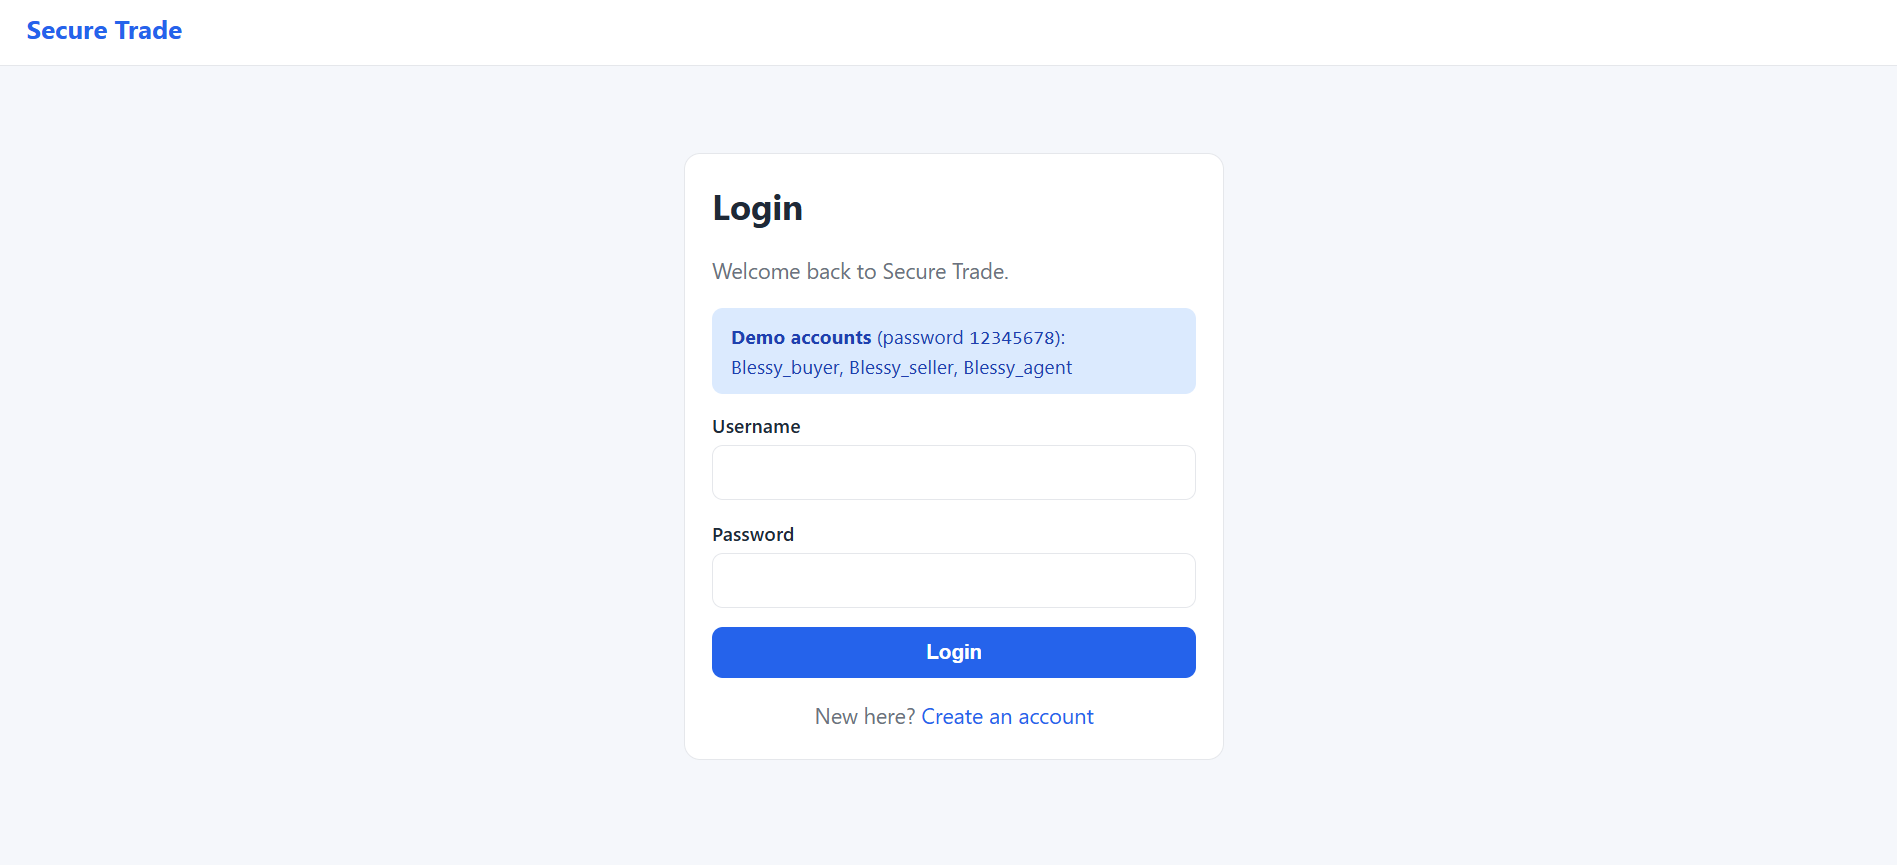 Secure Trade
Login
Welcome back to Secure Trade.
Demo accounts (password 12345678):
Blessy_buyer, Blessy_seller, Blessy_agent
Username
Password
Login
New here? Create an account